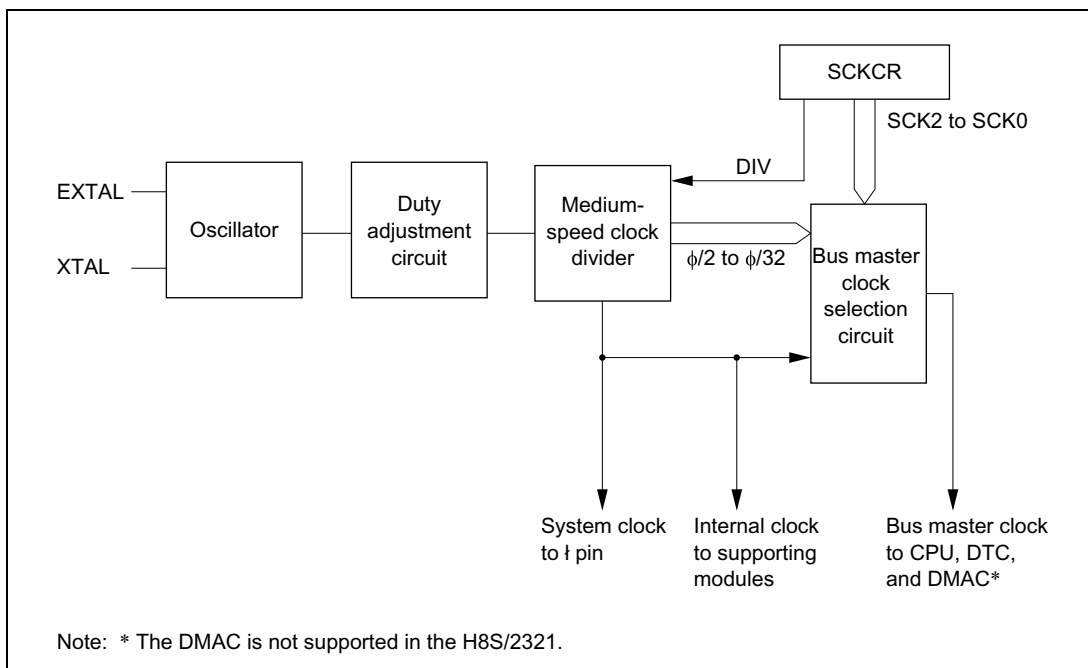 SCKCR
SCK2 to SCK0
DIV
EXTAL
XTAL
Oscillator
Duty
adjustment
circuit
Medium-
speed clock
divider
ϕ/2 to ϕ/32
Bus master
clock
selection
circuit
System clock
to ł pin
Internal clock
to supporting
modules
Bus master clock
to CPU, DTC,
and DMAC*
Note: * The DMAC is not supported in the H8S/2321.